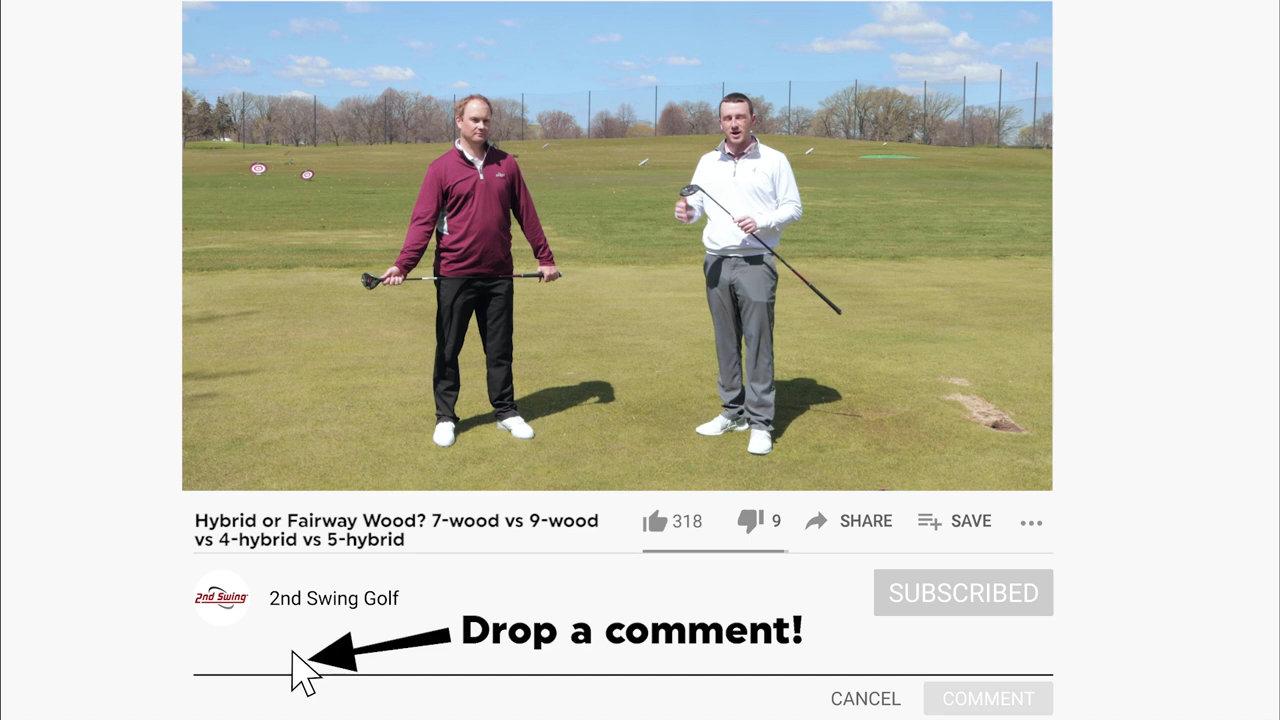 Hybrid or Fairway Wood? 7-wood vs 9-wood
vs 4-hybrid vs 5-hybrid
318
9
SHARE
SAVE
2nd Swing
2nd Swing Golf
SUBSCRIBED
Drop a comment!
CANCEL
COMMENT